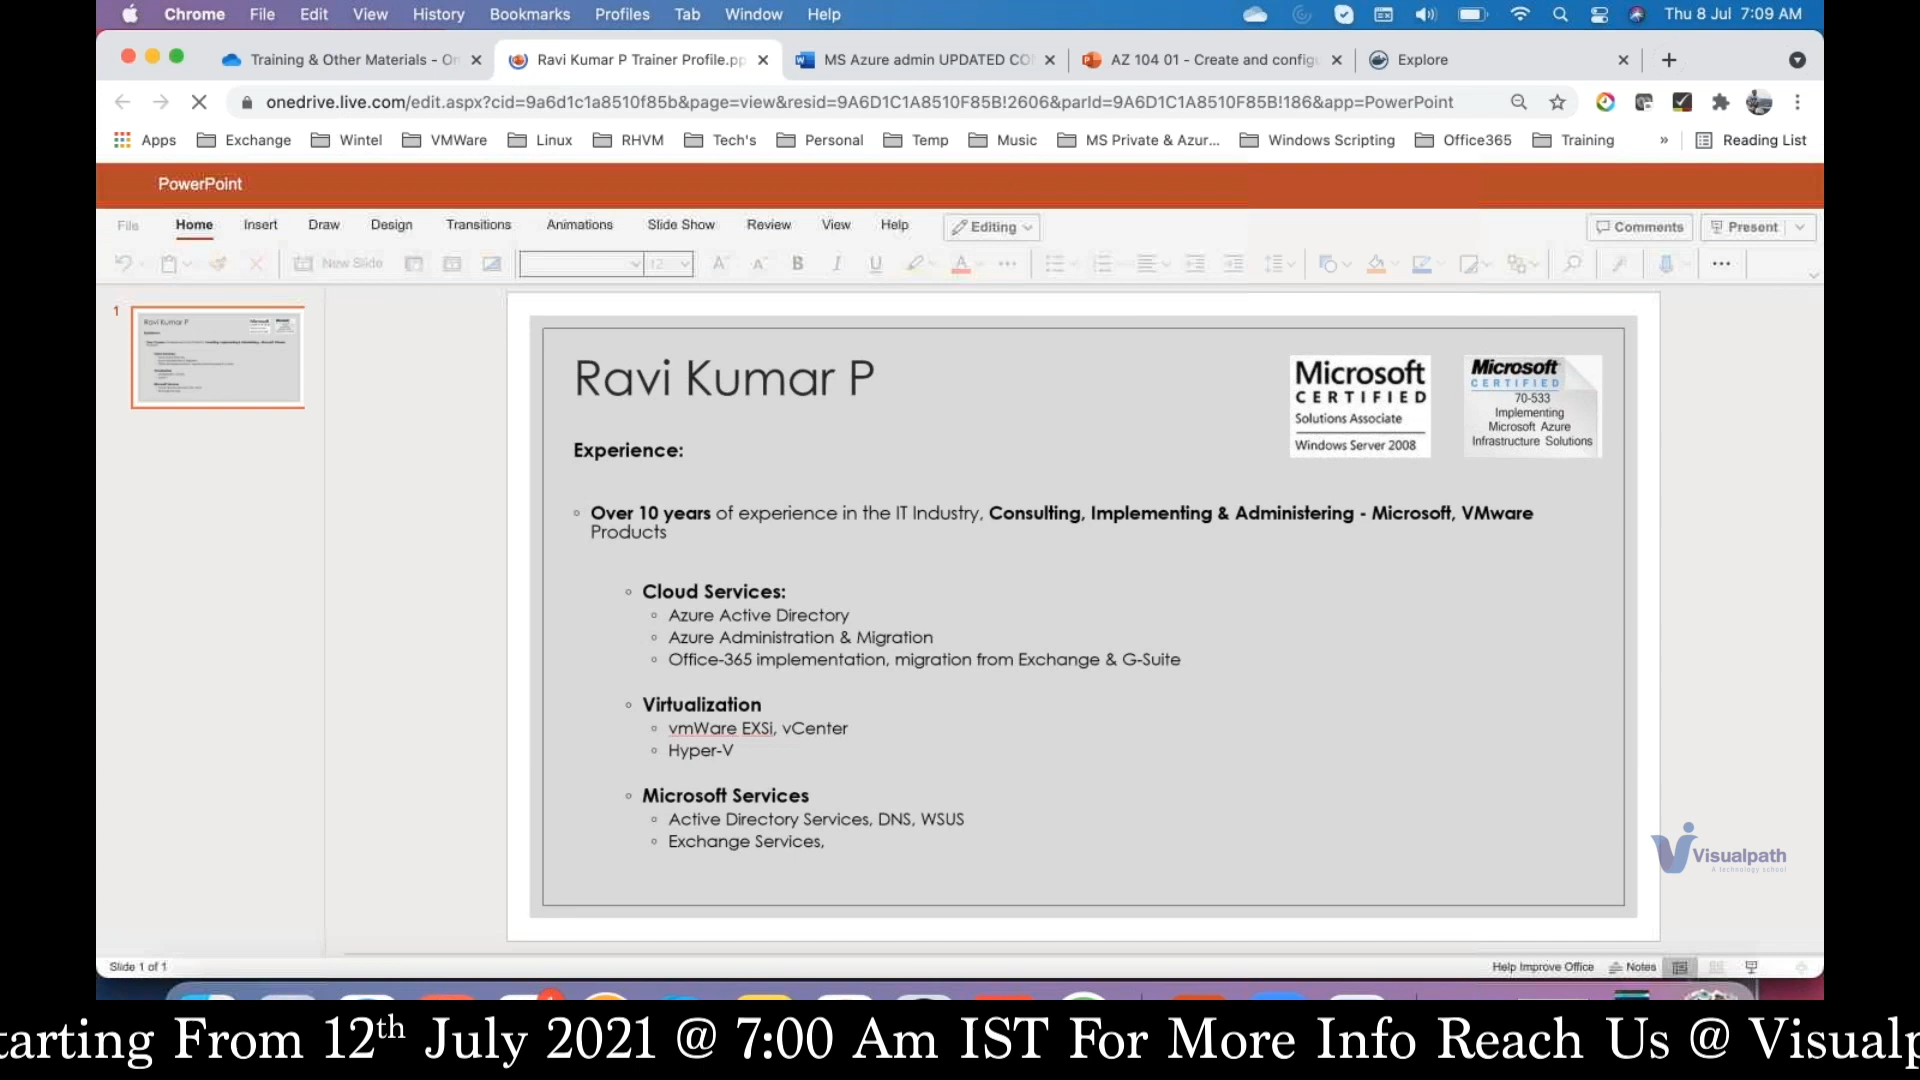 Chrome File Edit View History Bookmarks Profiles Tab Window Help Thu 8 Jul 7:09 AM
Training & Other Materials - On Ravi Kumar P Trainer Profile.pp MS Azure admin UPDATED CO AZ 104 01 - Create and config Explore
onedrive.live.com/edit.aspx?cid=9a6d1c1a8510f85b&page=view&resid=9A6D1C1A8510F85B!2606&parId=9A6D1C1A8510F85B!186&app=PowerPoint
Apps Exchange Wintel VMWare Linux RHVM Tech's Personal Temp Music MS Private & Azur... Windows Scripting Office365 Training » Reading List
PowerPoint
File Home Insert Draw Design Transitions Animations Slide Show Review View Help Editing Comments Present
New Slide 12 A A B I U A
1
Ravi Kumar P
Microsoft
CERTIFIED
Solutions Associate
Windows Server 2008
Microsoft
CERTIFIED
70-533
Implementing
Microsoft Azure
Infrastructure Solutions
Experience:
Over 10 years of experience in the IT Industry, Consulting, Implementing & Administering - Microsoft, VMware
Products
Cloud Services:
Azure Active Directory
Azure Administration & Migration
Office-365 implementation, migration from Exchange & G-Suite
Virtualization
vmWare EXSi, vCenter
Hyper-V
Microsoft Services
Active Directory Services, DNS, WSUS
Exchange Services,
Visualpath
A technology school
Slide 1 of 1 Help Improve Office Notes
tarting From 12th July 2021 @ 7:00 Am IST For More Info Reach Us @ Visualp